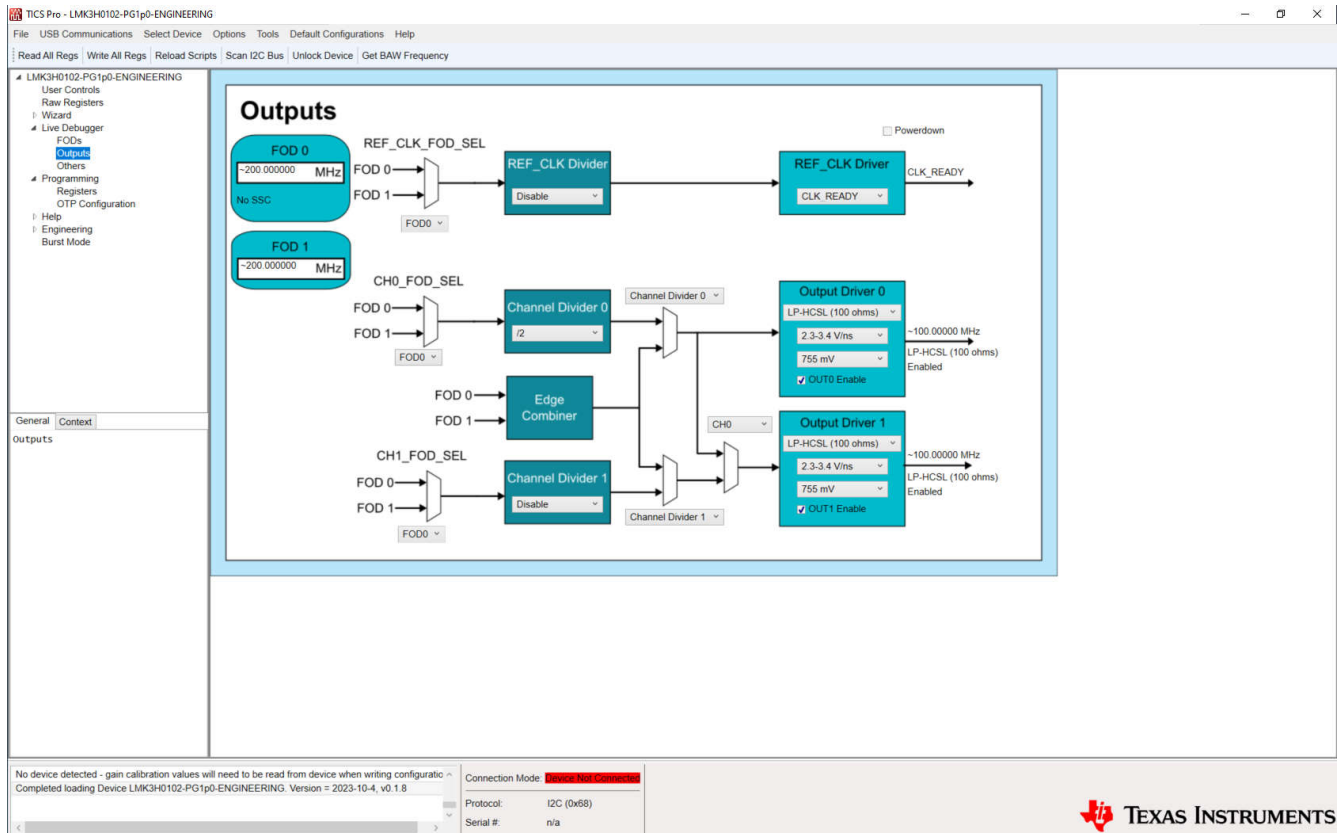 TICS Pro - LMK3H0102-PG1p0-ENGINEERING
File USB Communications Select Device Options Tools Default Configurations Help
Read All Regs Write All Regs Reload Scripts Scan I2C Bus Unlock Device Get BAW Frequency
LMK3H0102-PG1p0-ENGINEERING
User Controls
Raw Registers
Wizard
Live Debugger
FODs
Outputs
Others
Programming
Registers
OTP Configuration
Help
Engineering
Burst Mode
General Context
Outputs
Outputs
Powerdown
FOD 0
~200.000000 MHz
No SSC
REF_CLK_FOD_SEL
FOD 0
FOD 1
FOD0
REF_CLK Divider
Disable
REF_CLK Driver
CLK_READY
CLK_READY
FOD 1
~200.000000 MHz
CH0_FOD_SEL
FOD 0
FOD 1
FOD0
Channel Divider 0
/2
Channel Divider 0
Output Driver 0
LP-HCSL (100 ohms)
2.3-3.4 V/ns
755 mV
OUT0 Enable
~100.00000 MHz
LP-HCSL (100 ohms)
Enabled
FOD 0
FOD 1
Edge
Combiner
CH0
CH1_FOD_SEL
FOD 0
FOD 1
FOD0
Channel Divider 1
Disable
Channel Divider 1
Output Driver 1
LP-HCSL (100 ohms)
2.3-3.4 V/ns
755 mV
OUT1 Enable
~100.00000 MHz
LP-HCSL (100 ohms)
Enabled
No device detected - gain calibration values will need to be read from device when writing configuratio
Completed loading Device LMK3H0102-PG1p0-ENGINEERING. Version = 2023-10-4, v0.1.8
Connection Mode: Device Not Connected
Protocol: I2C (0x68)
Serial #: n/a
TEXAS INSTRUMENTS